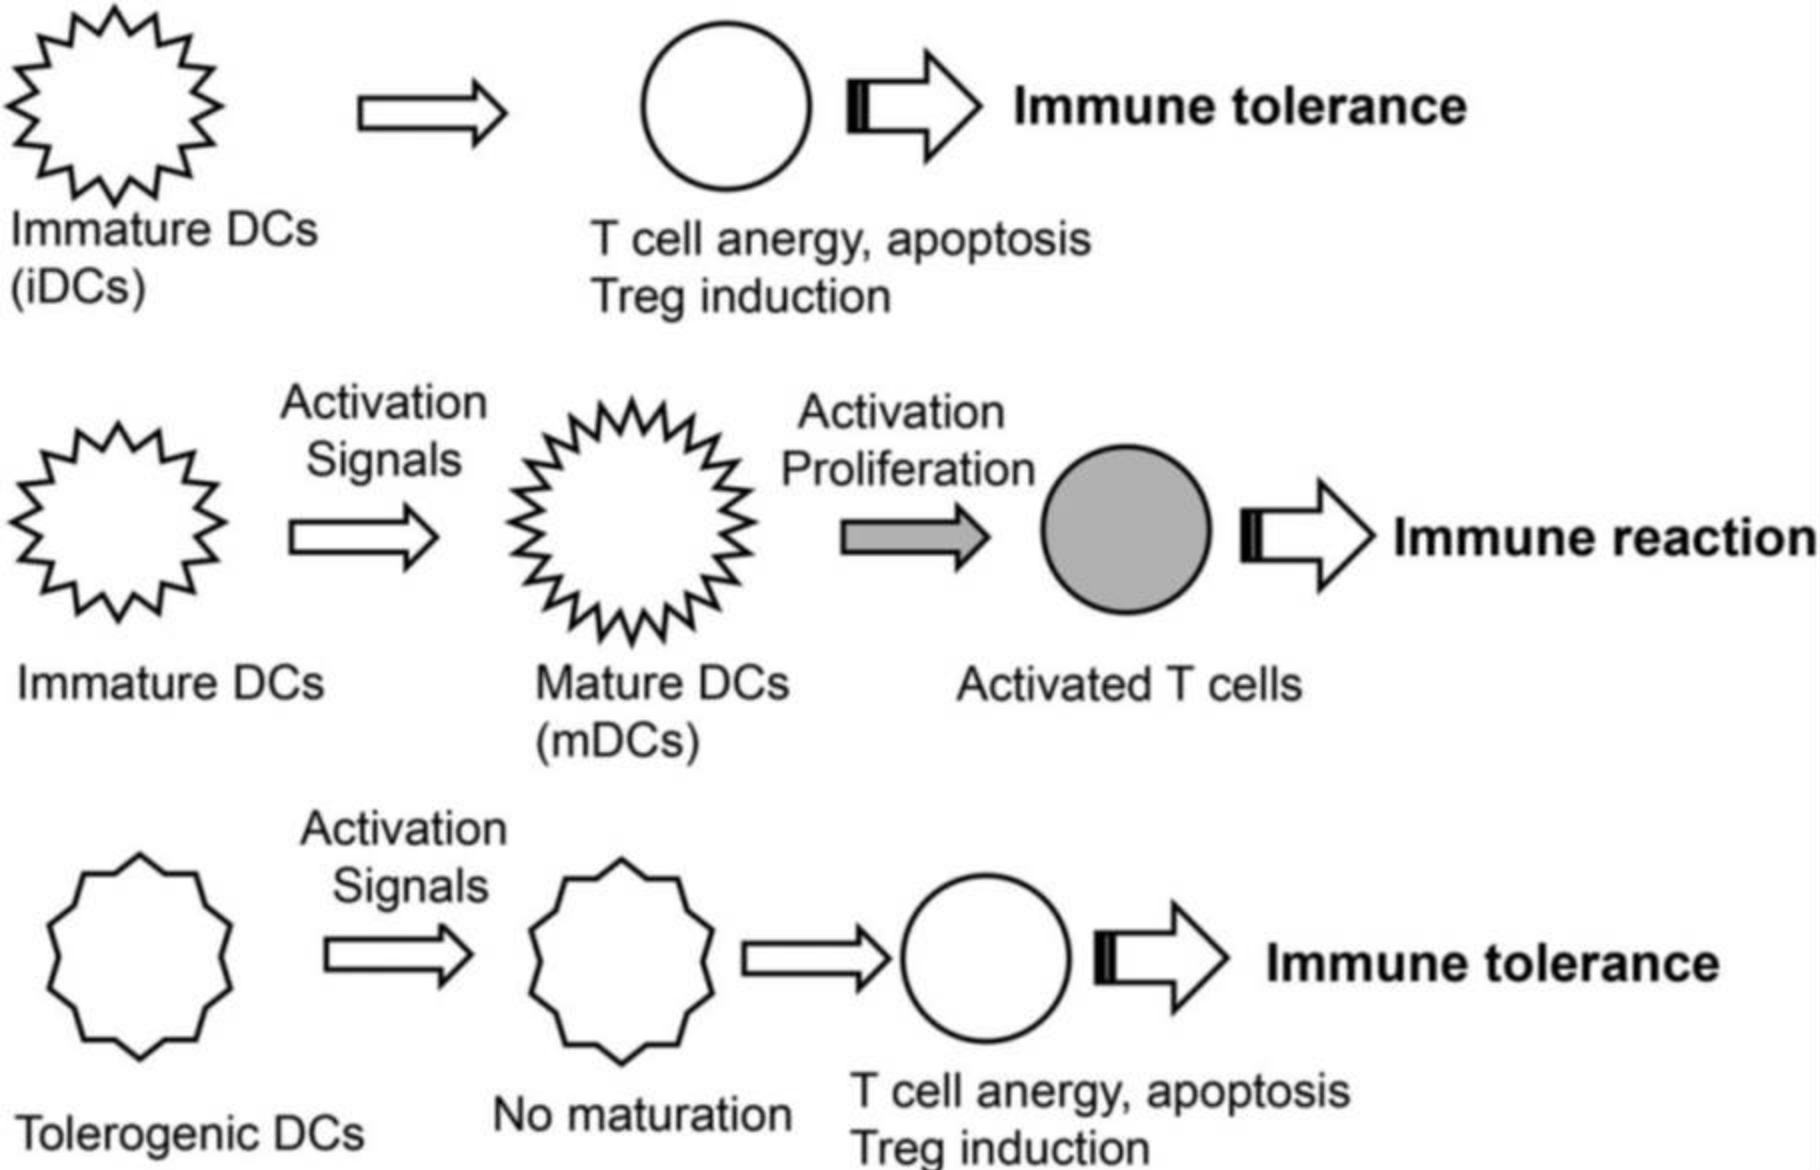 Immune tolerance
Immature DCs
(iDCs)
T cell anergy, apoptosis
Treg induction
Activation
Signals
Activation
Proliferation
Immune reaction
Immature DCs
Mature DCs
(mDCs)
Activated T cells
Activation
Signals
Immune tolerance
Tolerogenic DCs
No maturation
T cell anergy, apoptosis
Treg induction